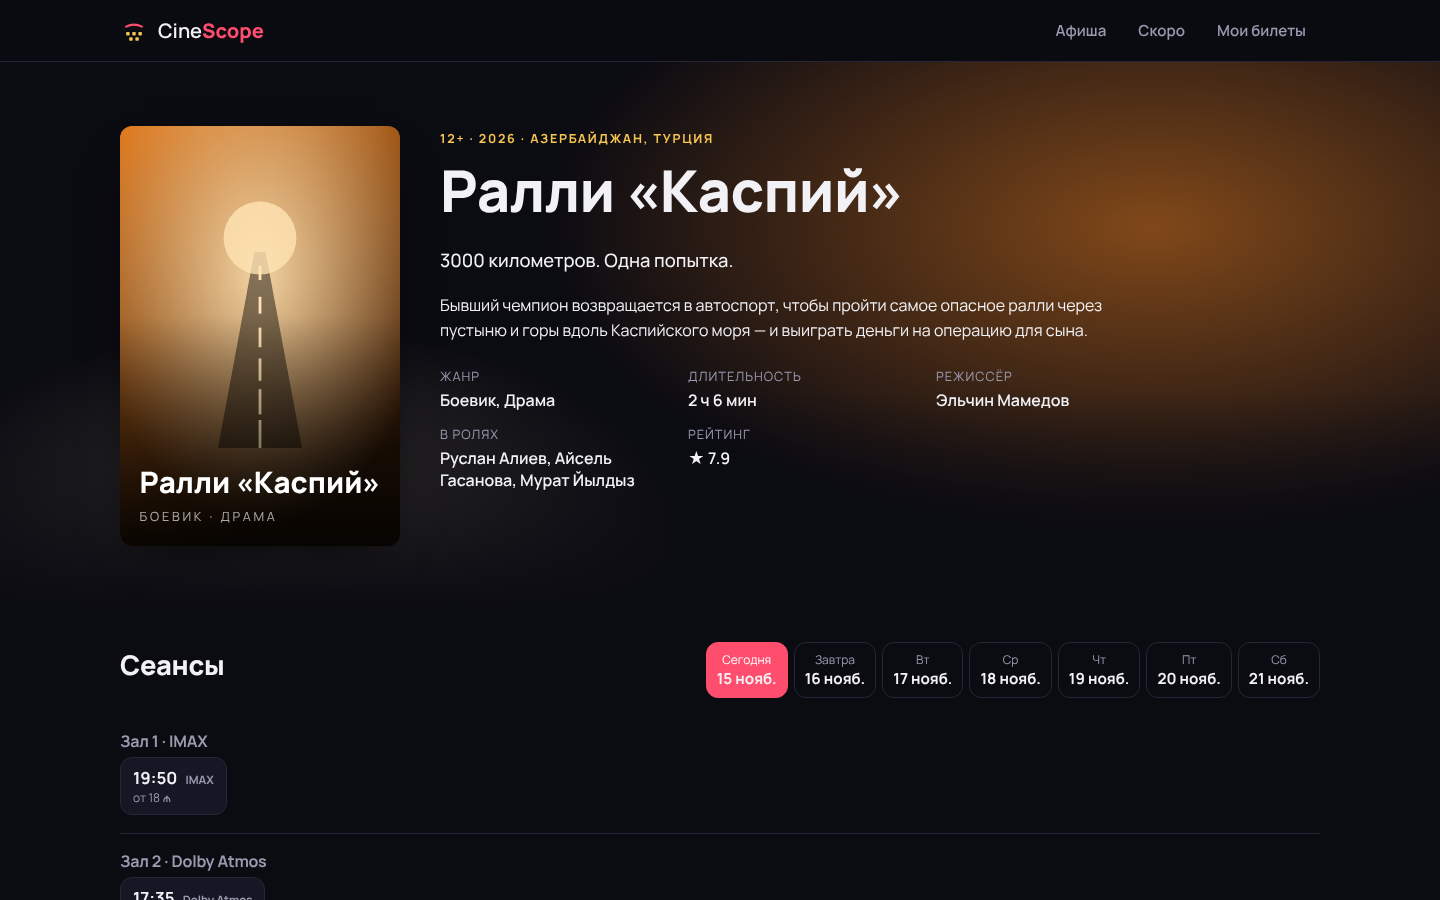 CineScope
Афиша
Скоро
Мои билеты
Ралли «Каспий»
БОЕВИК · ДРАМА
12+ · 2026 · АЗЕРБАЙДЖАН, ТУРЦИЯ
Ралли «Каспий»
3000 километров. Одна попытка.
Бывший чемпион возвращается в автоспорт, чтобы пройти самое опасное ралли через
пустыню и горы вдоль Каспийского моря — и выиграть деньги на операцию для сына.
ЖАНР
Боевик, Драма
ДЛИТЕЛЬНОСТЬ
2 ч 6 мин
РЕЖИССЁР
Эльчин Мамедов
В РОЛЯХ
Руслан Алиев, Айсель
Гасанова, Мурат Йылдыз
РЕЙТИНГ
★ 7.9
Сеансы
Сегодня
15 нояб.
Завтра
16 нояб.
Вт
17 нояб.
Ср
18 нояб.
Чт
19 нояб.
Пт
20 нояб.
Сб
21 нояб.
Зал 1 · IMAX
19:50 IMAX
от 18 ₼
Зал 2 · Dolby Atmos
17:35 Dolby Atmos